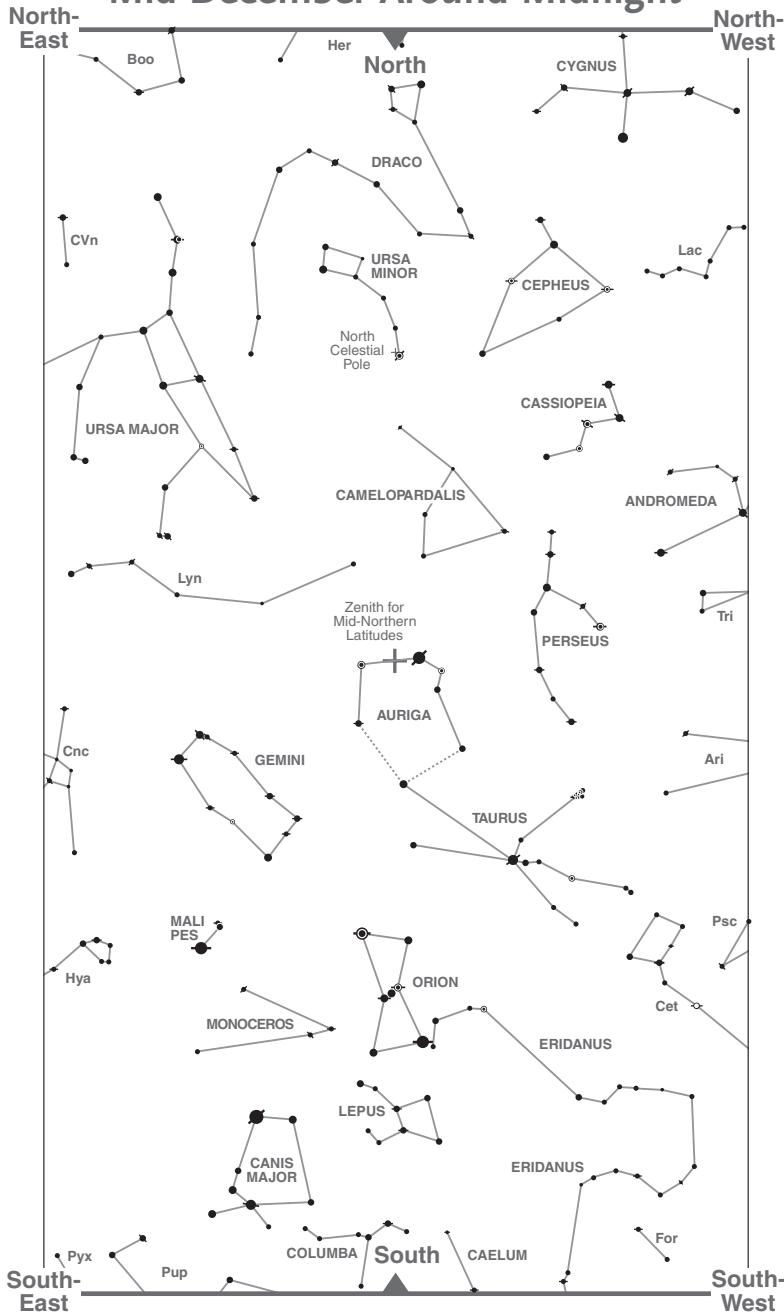 Mid-December Around Midnight
North-
East
North-
West
North
Boo
Her
CYGNUS
DRACO
CVn
URSA
MINOR
Lac
CEPHEUS
North
Celestial
Pole
CASSIOPEIA
URSA MAJOR
CAMELOPARDALIS
ANDROMEDA
Lyn
Zenith for
Mid-Northern
Latitudes
Tri
PERSEUS
AURIGA
Cnc
GEMINI
Ari
TAURUS
MALI
PES
Psc
Hya
ORION
Cet
MONOCEROS
ERIDANUS
LEPUS
CANIS
MAJOR
ERIDANUS
COLUMBA
South
CAELUM
For
Pyx
Pup
South-
East
South-
West